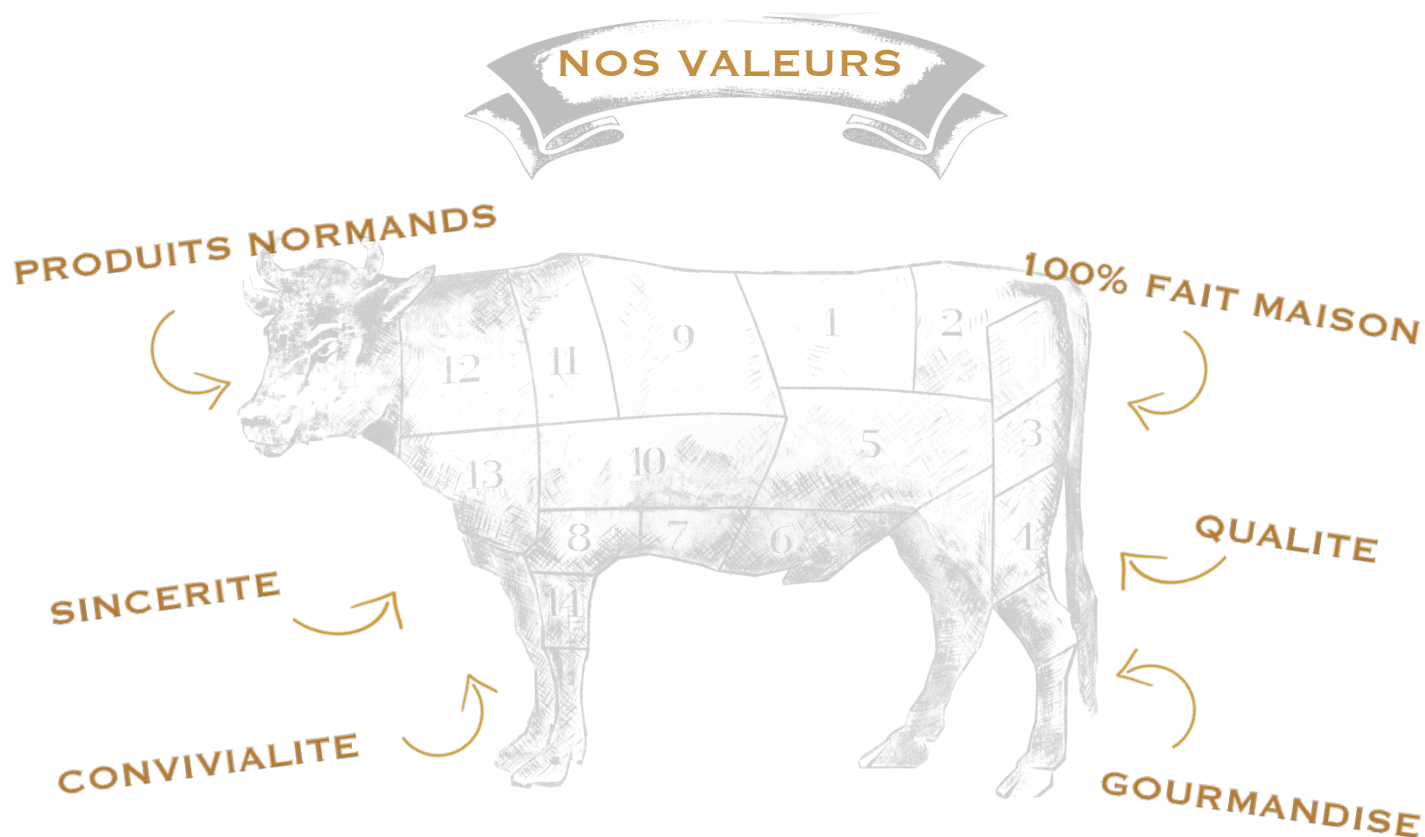 NOS VALEURS
PRODUITS NORMANDS
100% FAIT MAISON
1
2
9
11
12
3
5
10
13
4
6
7
8
14
QUALITE
SINCERITE
CONVIVIALITE
GOURMANDISE